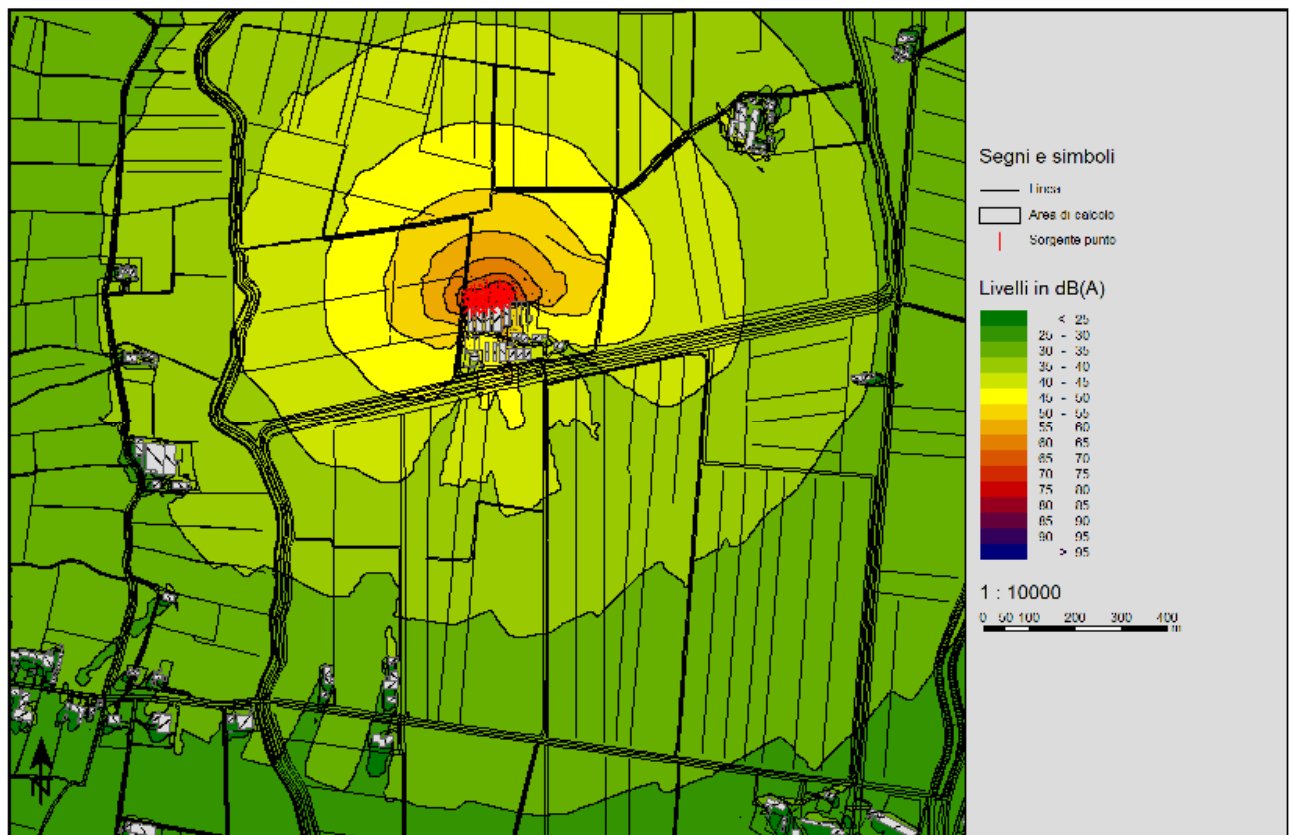 Segni e simboli
Linea
Area di calcolo
Sorgente punto
Livelli in dB(A)
< 25
25 - 30
30 - 35
35 - 40
40 - 45
45 - 50
50 - 55
55 - 60
60 - 65
65 70
70 75
75 80
80 85
85 90
90 95
> 95
1 : 10000
0 50 100 200 300 400
m
N